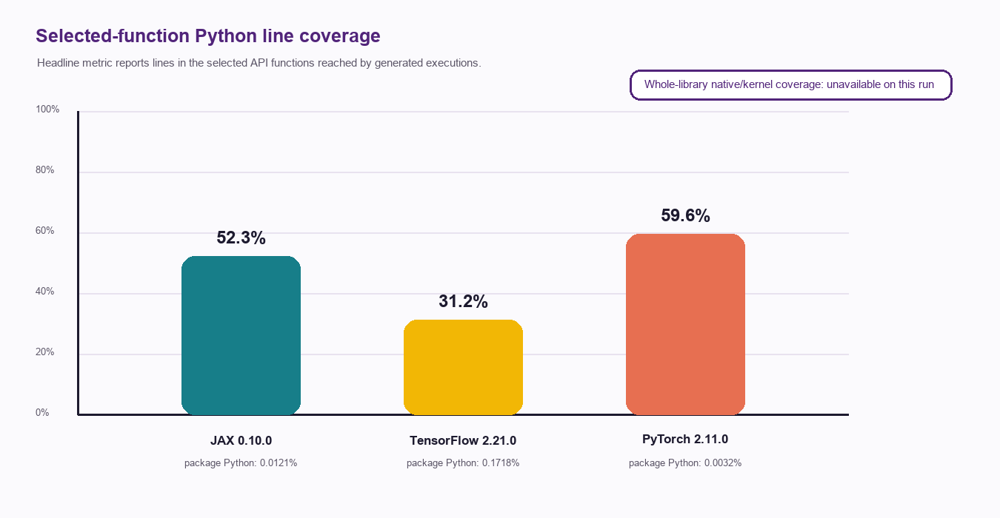 Selected-function Python line coverage
Headline metric reports lines in the selected API functions reached by generated executions.
Whole-library native/kernel coverage: unavailable on this run
100%
80%
60%
40%
20%
0%
52.3%
31.2%
59.6%
JAX 0.10.0
TensorFlow 2.21.0
PyTorch 2.11.0
package Python: 0.0121%
package Python: 0.1718%
package Python: 0.0032%